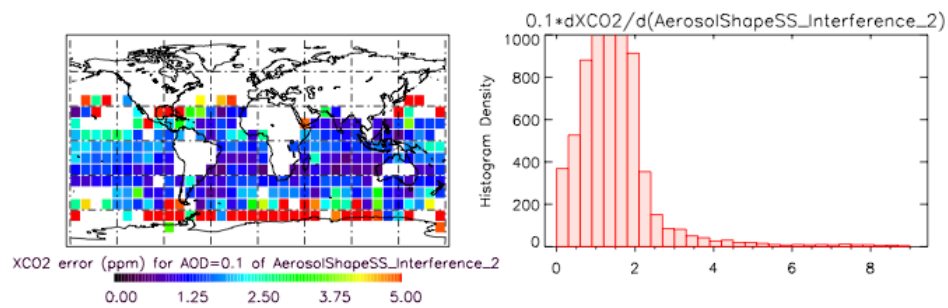 0.1*dXCO2/d(AerosolShapeSS_Interference_2)
1000
800
600
400
200
0
Histogram Density
0 2 4 6 8
XCO2 error (ppm) for AOD=0.1 of AerosolShapeSS_Interference_2
0.00 1.25 2.50 3.75 5.00